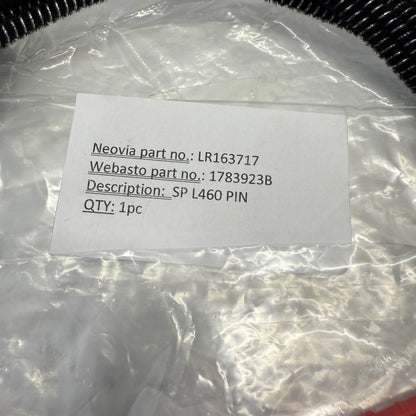 Neovia part no.: LR163717
Webasto part no.: 1783923B
Description: SP L460 PIN
QTY: 1pc